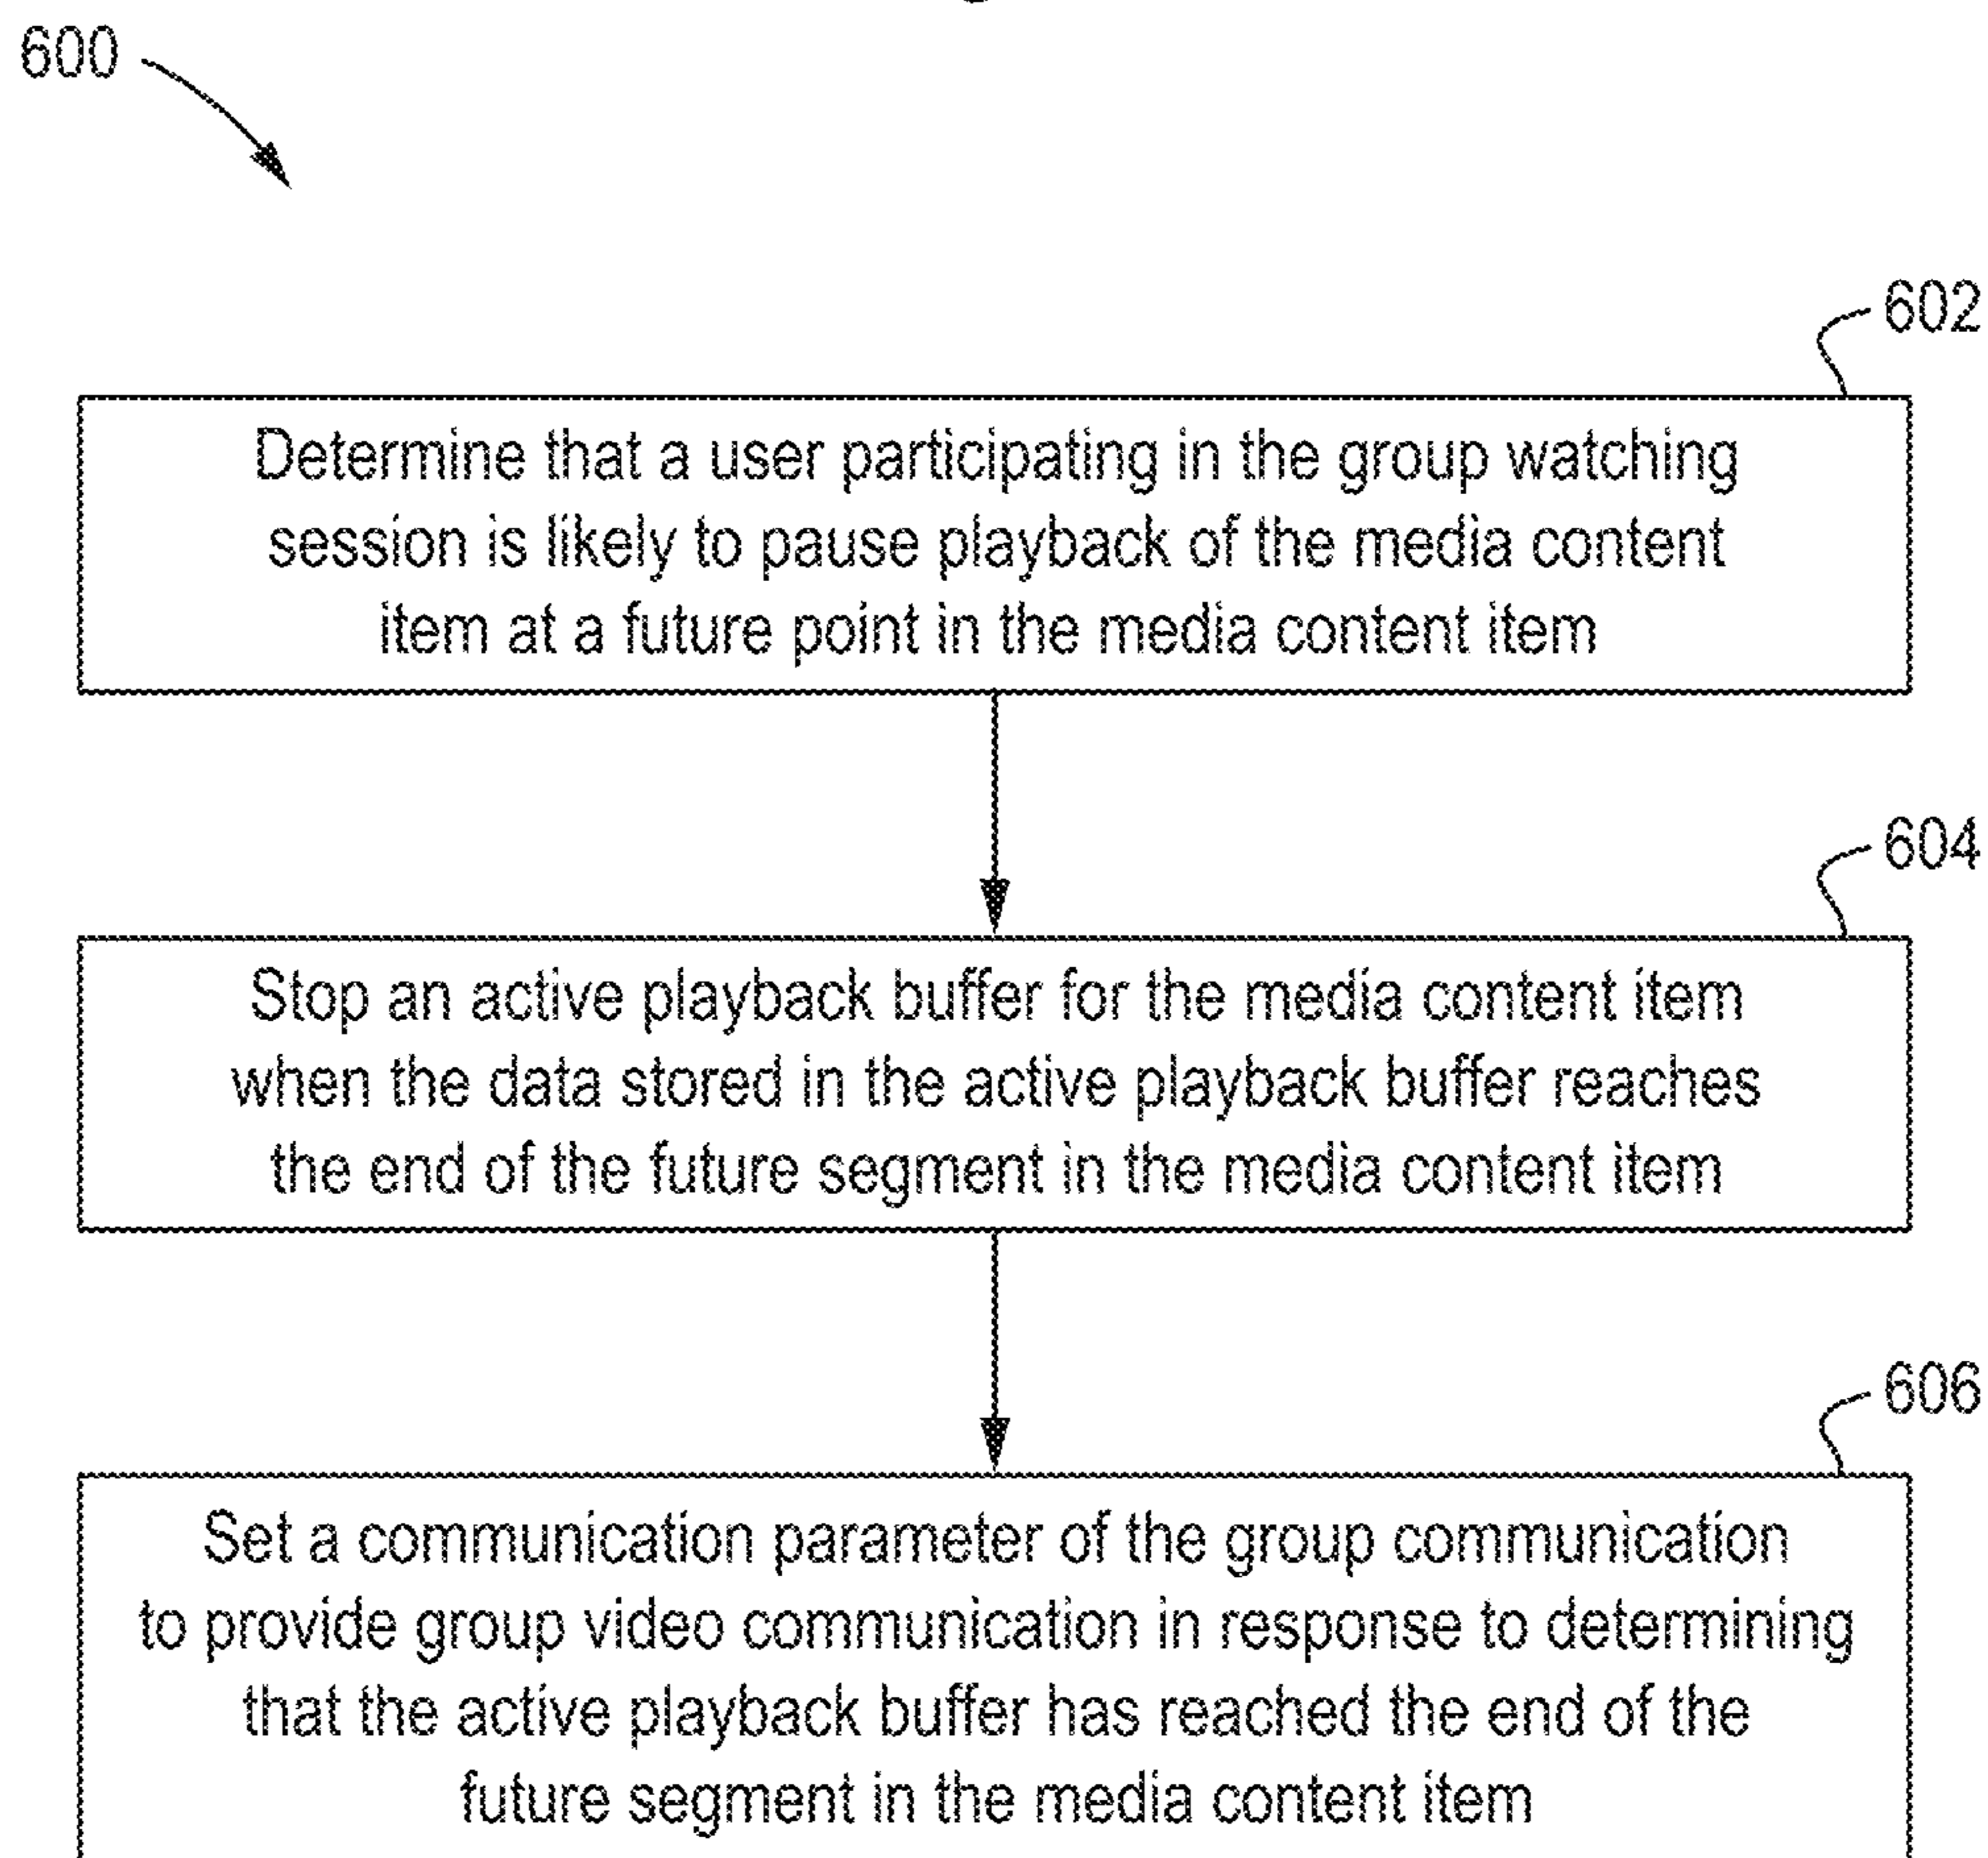 600
602
Determine that a user participating in the group watching
session is likely to pause playback of the media content
item at a future point in the media content item
604
Stop an active playback buffer for the media content item
when the data stored in the active playback buffer reaches
the end of the future segment in the media content item
606
Set a communication parameter of the group communication
to provide group video communication in response to determining
that the active playback buffer has reached the end of the
future segment in the media content item